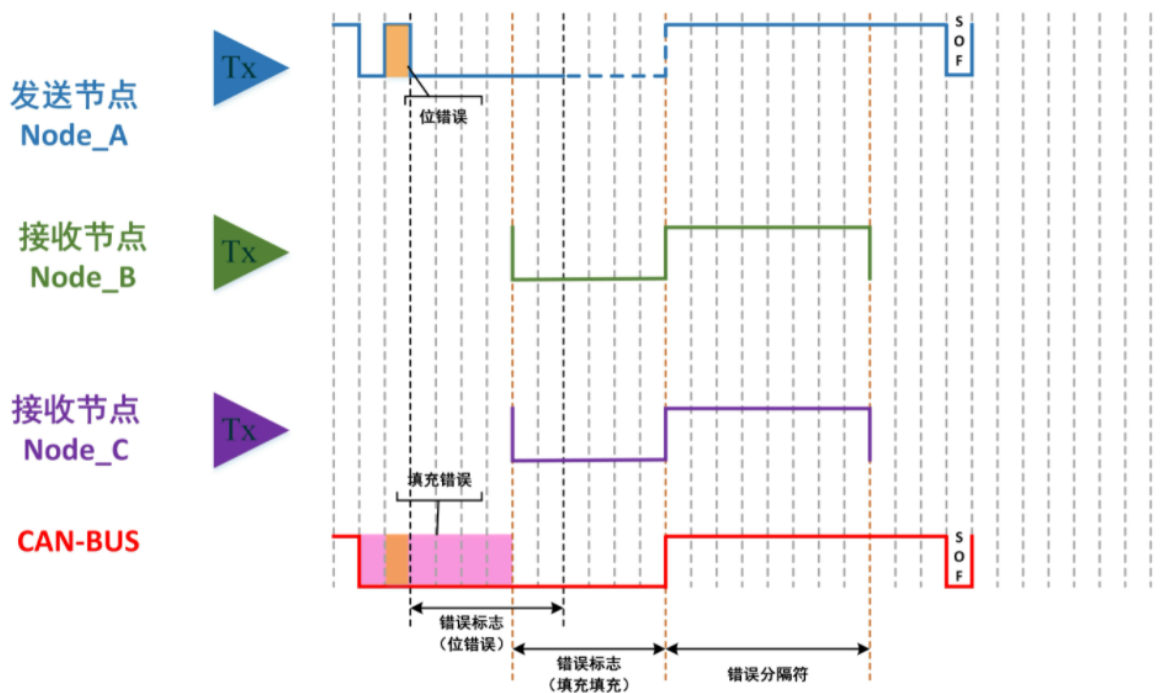 Tx
发送节点
Node_A
位错误
SOF
Tx
接收节点
Node_B
Tx
接收节点
Node_C
填充错误
CAN-BUS
SOF
错误标志
（位错误）
错误标志
（填充填充）
错误分隔符